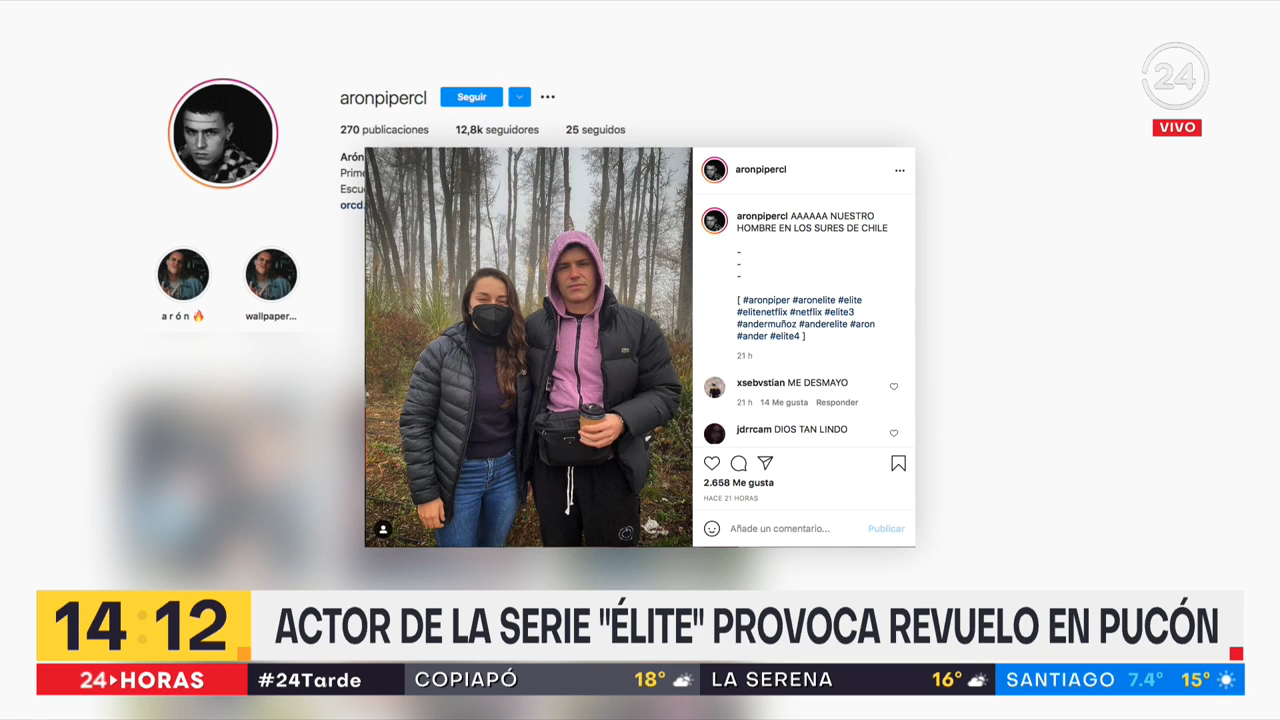 24
VIVO
aronpipercl
Seguir
270 publicaciones 12,8k seguidores 25 seguidos
Arón
Prime
Escue
orcd.
a r ó n 🔥
wallpaper...
aronpipercl
aronpipercl AAAAAA NUESTRO
HOMBRE EN LOS SURES DE CHILE
-
-
-
[ #aronpiper #aronelite #elite
#elitenetflix #netflix #elite3
#andermuñoz #anderelite #aron
#ander #elite4 ]
21 h
xsebvstian ME DESMAYO
21 h 14 Me gusta Responder
jdrrcam DIOS TAN LINDO
2.658 Me gusta
HACE 21 HORAS
Añade un comentario... Publicar
14:12 ACTOR DE LA SERIE "ÉLITE" PROVOCA REVUELO EN PUCÓN
24 HORAS #24Tarde COPIAPÓ 18° LA SERENA 16° SANTIAGO 7.4° 15°